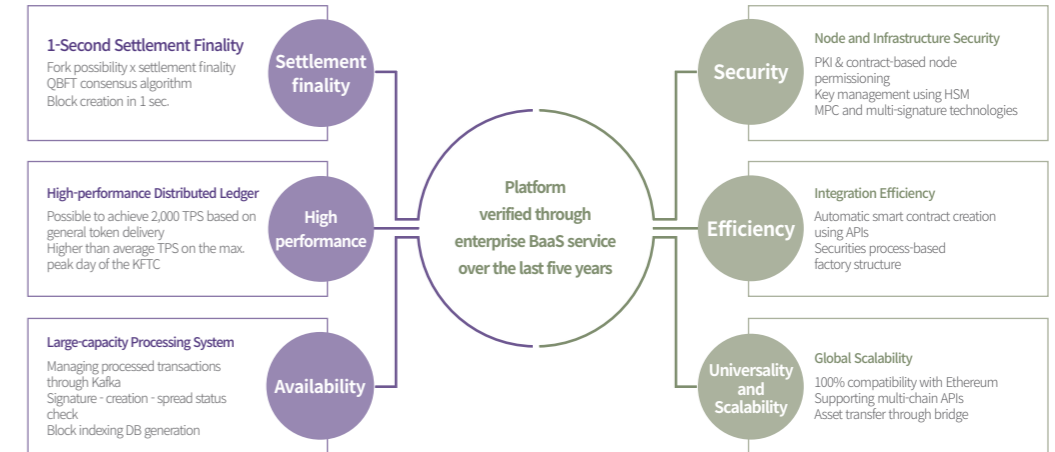 1-Second Settlement Finality
Fork possibility x settlement finality
QBFT consensus algorithm
Block creation in 1 sec.
Settlement
finality
High-performance Distributed Ledger
Possible to achieve 2,000 TPS based on
general token delivery
Higher than average TPS on the max.
peak day of the KFTC
High
performance
Large-capacity Processing System
Managing processed transactions
through Kafka
Signature - creation - spread status
check
Block indexing DB generation
Availability
Platform
verified through
enterprise BaaS service
over the last five years
Security
Node and Infrastructure Security
PKI & contract-based node
permissioning
Key management using HSM
MPC and multi-signature technologies
Efficiency
Integration Efficiency
Automatic smart contract creation
using APIs
Securities process-based
factory structure
Universality
and
Scalability
Global Scalability
100% compatibility with Ethereum
Supporting multi-chain APIs
Asset transfer through bridge